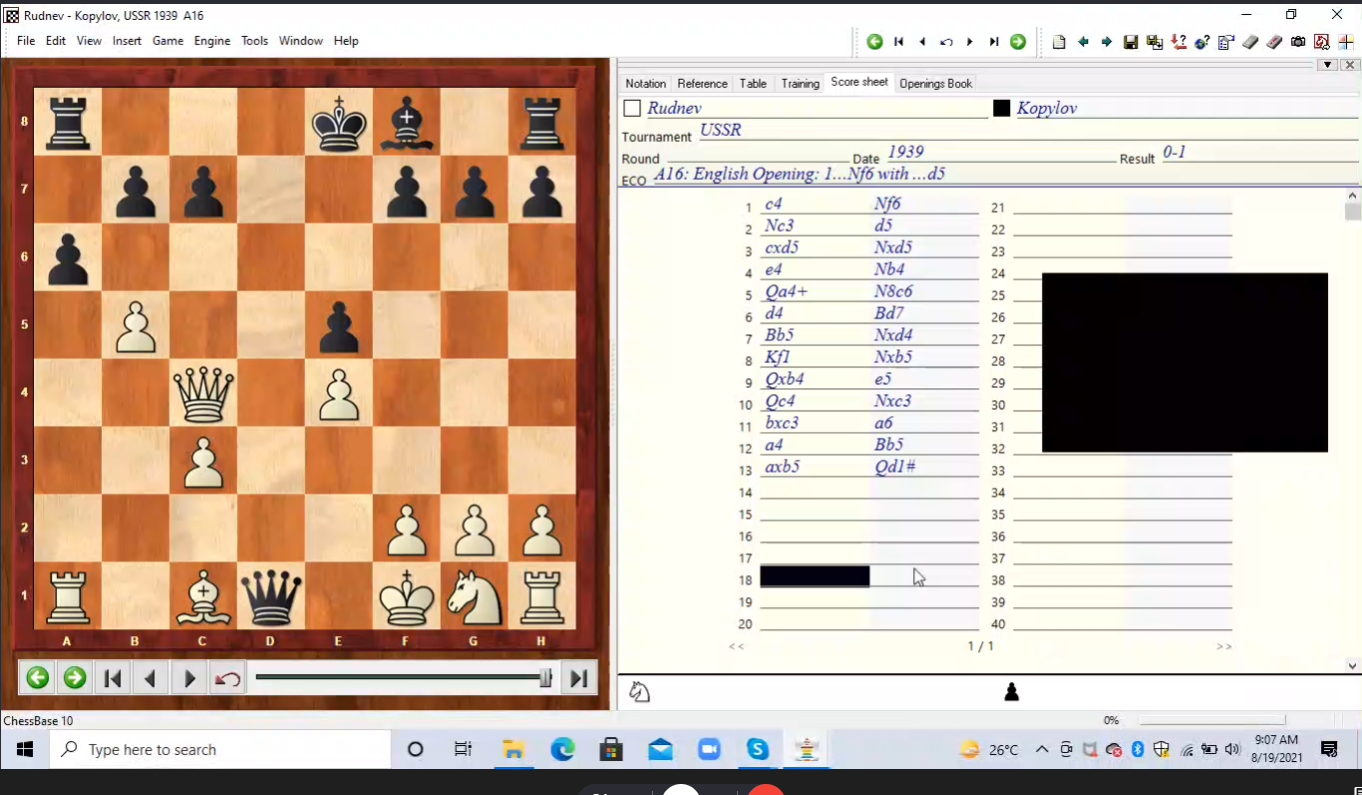 Rudnev - Kopylov, USSR 1939 A16
File Edit View Insert Game Engine Tools Window Help
Notation Reference Table Training Score sheet Openings Book
Rudnev Kopylov
Tournament USSR
Round Date 1939 Result 0-1
ECO A16: English Opening: 1...Nf6 with ...d5
1 c4 Nf6 21
2 Nc3 d5 22
3 cxd5 Nxd5 23
4 e4 Nb4 24
5 Qa4+ N8c6 25
6 d4 Bd7 26
7 Bb5 Nxd4 27
8 Kf1 Nxb5 28
9 Qxb4 e5 29
10 Qc4 Nxc3 30
11 bxc3 a6 31
12 a4 Bb5 32
13 axb5 Qd1# 33
14 34
15 35
16 36
17 37
18 38
19 39
20 40
<< 1 / 1 >>
8
7
6
5
4
3
2
1
A B C D E F G H
ChessBase 10 0%
Type here to search
26°C
9:07 AM
8/19/2021